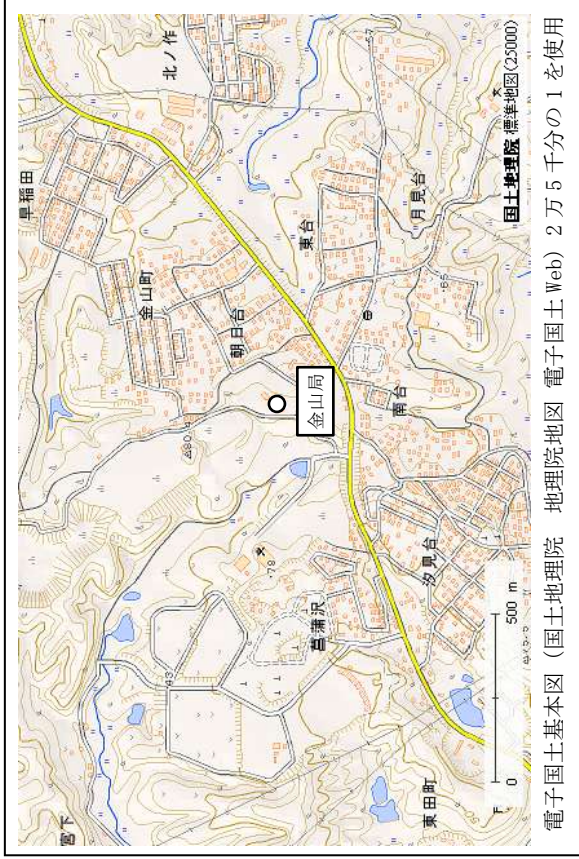 早稲田
北ノ作
金山町
朝日台
東台
月見台
金山局
南台
菖蒲沢
汐見台
東田町
宮下
43
78
65
57
0 500 m
国土地理院 標準地図(25000)
電子国土基本図(国土地理院 地理院地図 電子国土Web)2万5千分の1を使用